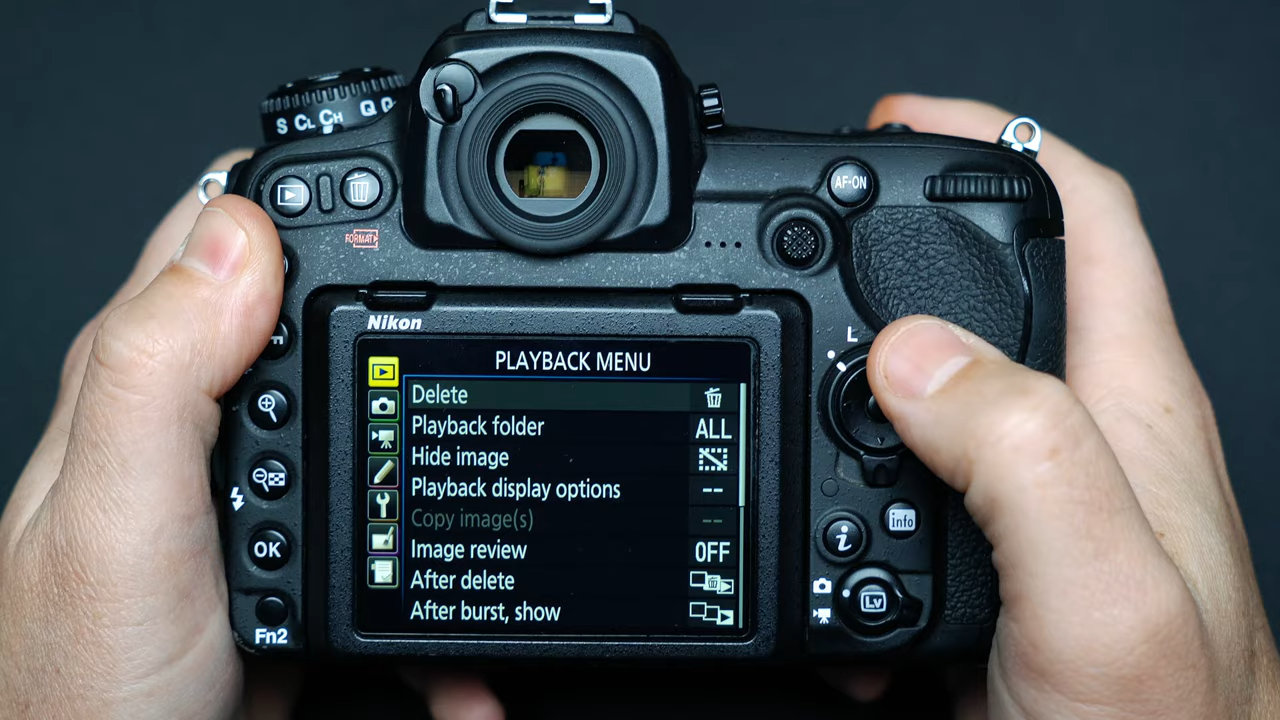 S CL CH Q
FORMAT
AF-ON
Nikon
L
PLAYBACK MENU
Delete
Playback folder ALL
Hide image
Playback display options --
Copy image(s) --
Image review OFF
After delete
After burst, show
OK
Fn2
i
info
Lv